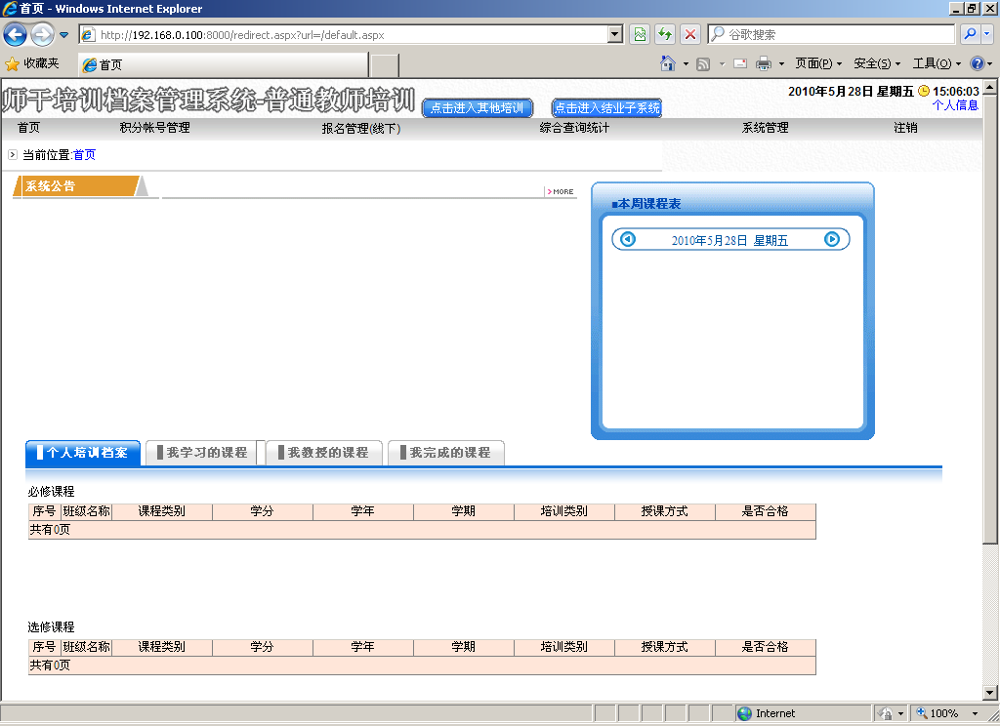 首页 - Windows Internet Explorer
http://192.168.0.100:8000/redirect.aspx?url=/default.aspx
谷歌搜索
收藏夹
首页
页面(P)
安全(S)
工具(O)
师干培训档案管理系统-普通教师培训
点击进入其他培训
点击进入结业子系统
2010年5月28日 星期五 15:06:03
个人信息
首页 积分帐号管理 报名管理(线下) 综合查询统计 系统管理 注销
当前位置:首页
系统公告
MORE
■本周课程表
2010年5月28日 星期五
个人培训档案 我学习的课程 我教授的课程 我完成的课程
必修课程
序号 班级名称 课程类别 学分 学年 学期 培训类别 授课方式 是否合格
共有0页
选修课程
序号 班级名称 课程类别 学分 学年 学期 培训类别 授课方式 是否合格
共有0页
Internet
100%